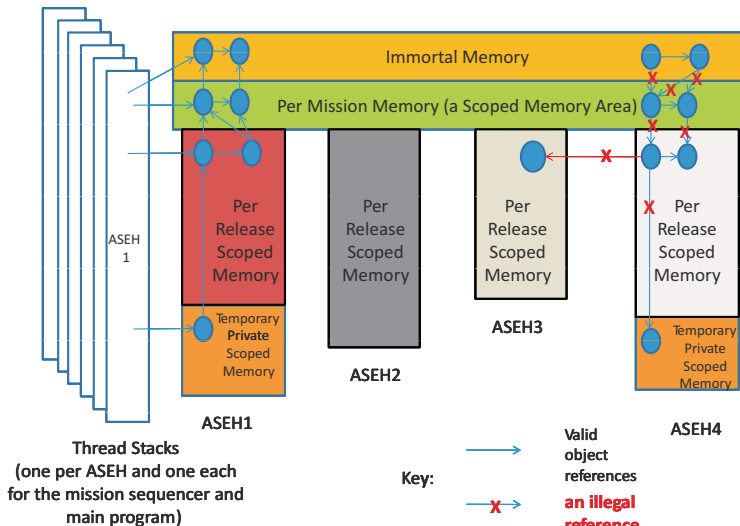 Immortal Memory
Per Mission Memory (a Scoped Memory Area)
ASEH
1
Per
Release
Scoped
Memory
Per
Release
Scoped
Memory
Per
Release
Scoped
Memory
Per
Release
Scoped
Memory
Temporary
Private
Scoped
Memory
Temporary
Private
Scoped
Memory
ASEH1
ASEH2
ASEH3
ASEH4
X
X
X
X
X
X
X
Thread Stacks
(one per ASEH and one each
for the mission sequencer and
main program)
Key:
Valid
object
references
X
an illegal
reference